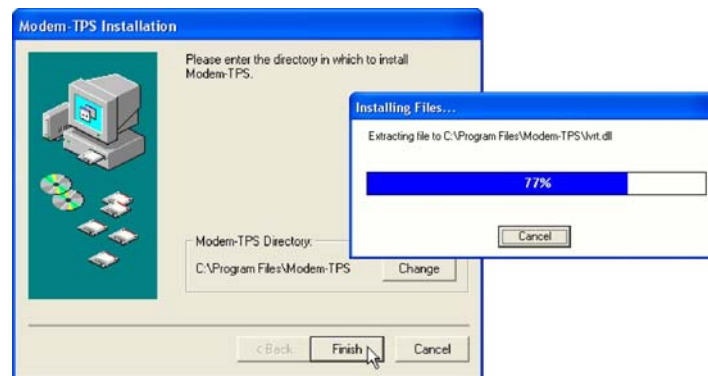 Modem-TPS Installation
Please enter the directory in which to install
Modem-TPS.
Modem-TPS Directory:
C:\Program Files\Modem-TPS
Change
< Back
Finish
Cancel
Installing Files...
Extracting file to C:\Program Files\Modem-TPS\lvrt.dll
77%
Cancel